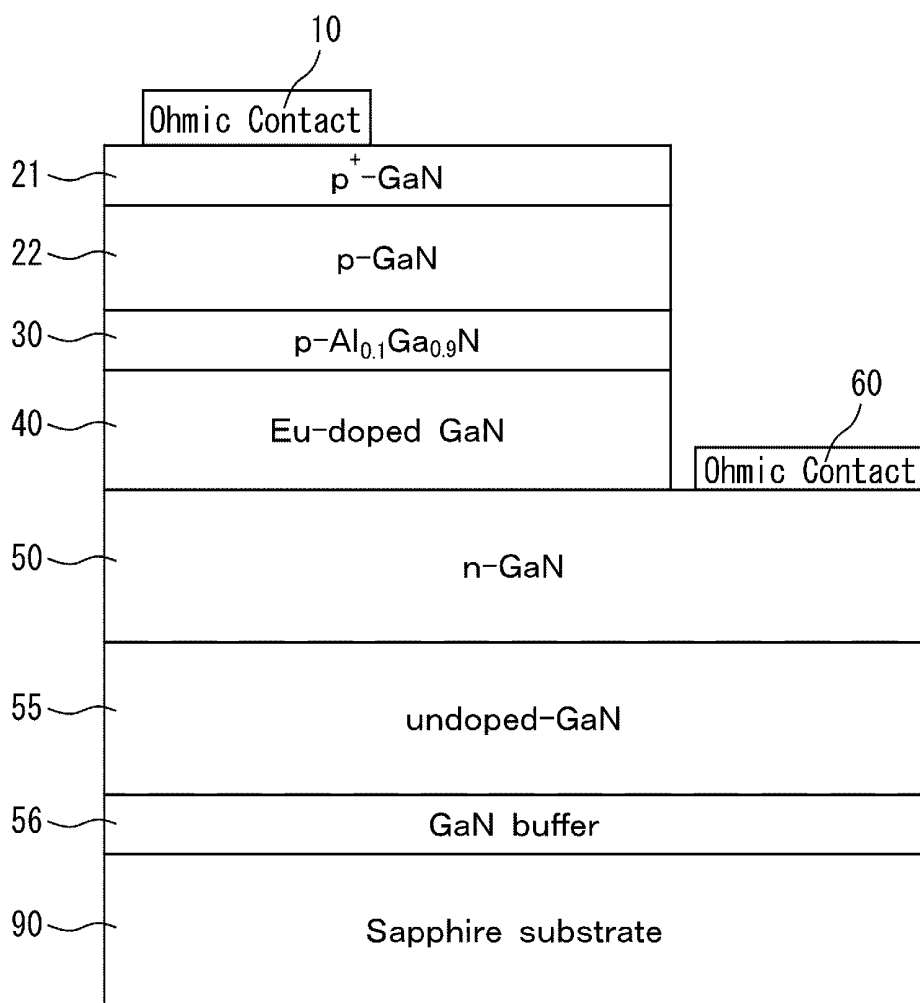 10
Ohmic Contact
21
p⁺-GaN
22
p-GaN
30
p-Al₀.₁Ga₀.₉N
40
Eu-doped GaN
60
Ohmic Contact
50
n-GaN
55
undoped-GaN
56
GaN buffer
90
Sapphire substrate